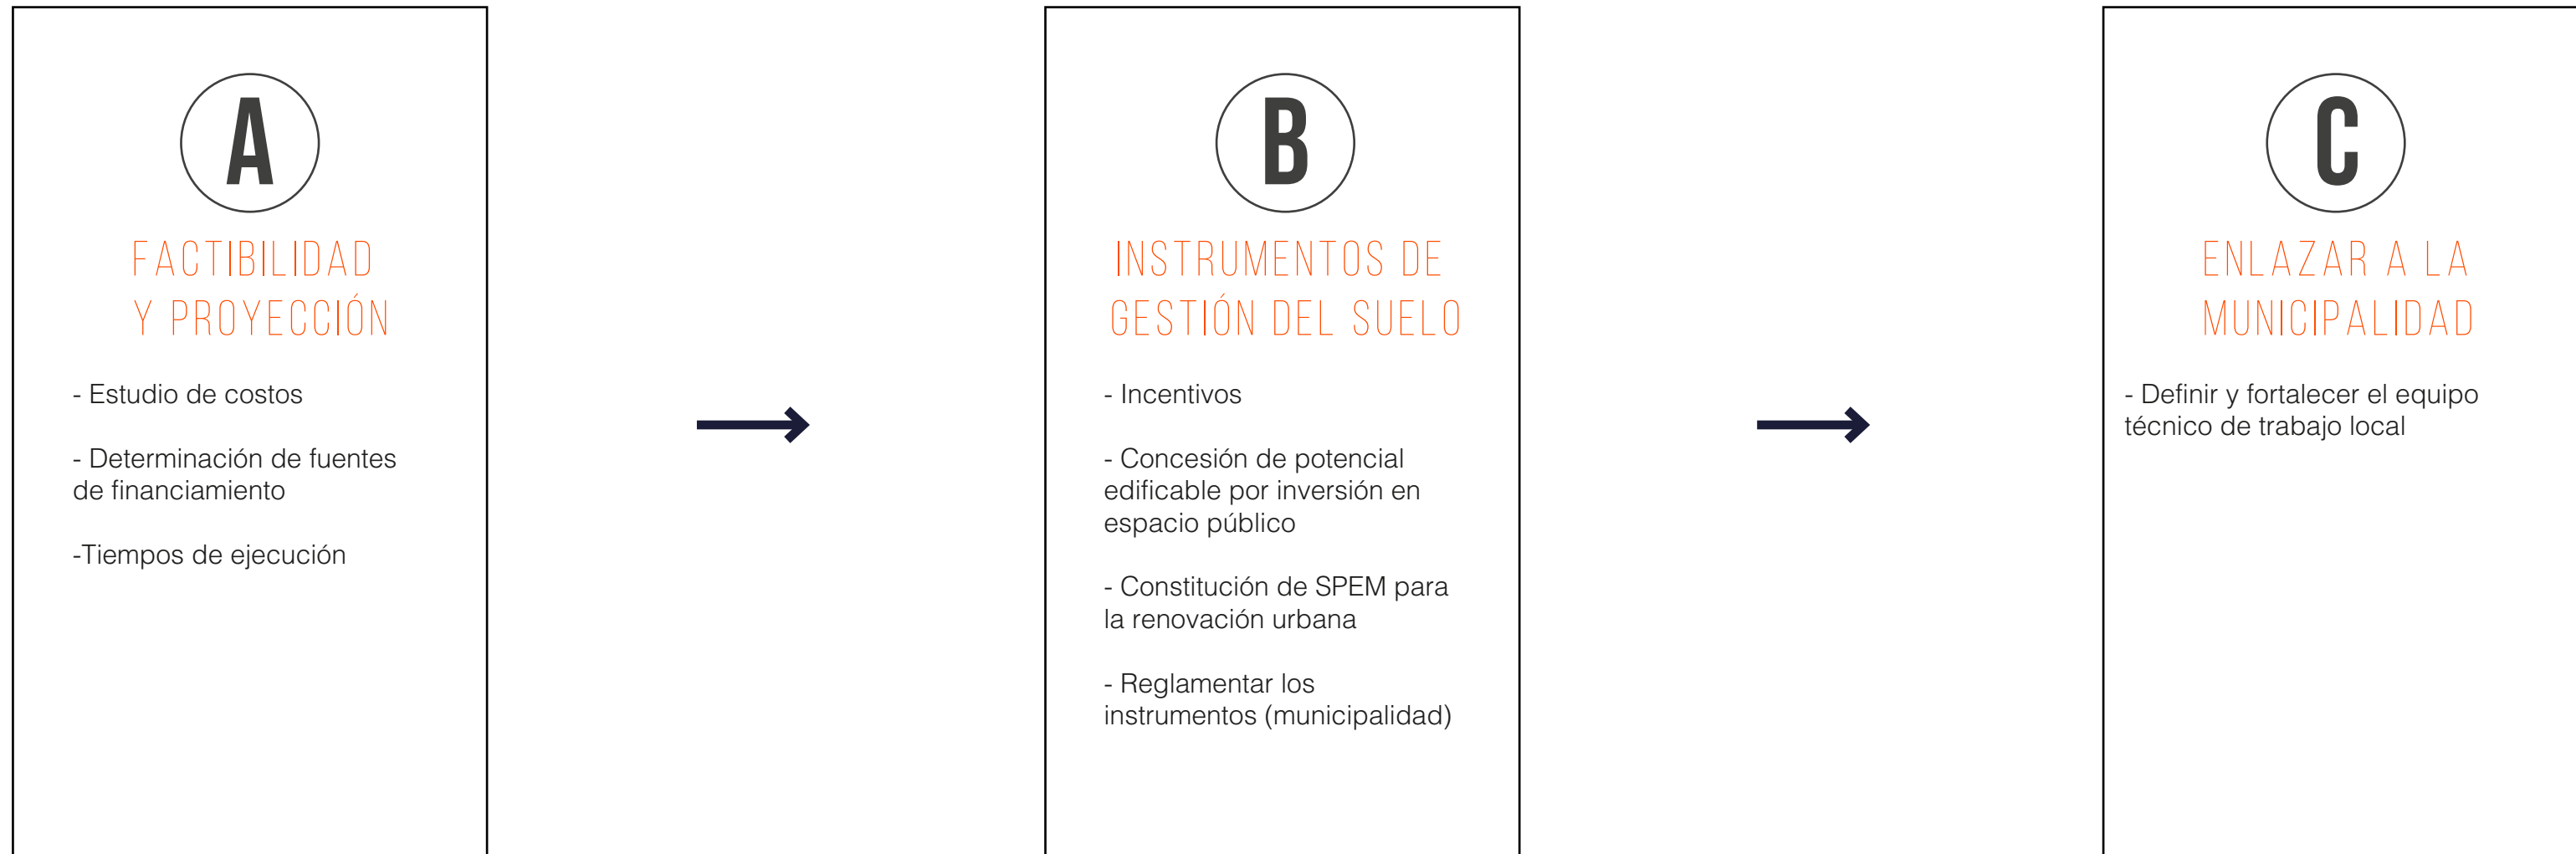 A
FACTIBILIDAD
Y PROYECCIÓN
- Estudio de costos
- Determinación de fuentes
de financiamiento
-Tiempos de ejecución
B
INSTRUMENTOS DE
GESTIÓN DEL SUELO
- Incentivos
- Concesión de potencial
edificable por inversión en
espacio público
- Constitución de SPEM para
la renovación urbana
- Reglamentar los
instrumentos (municipalidad)
C
ENLAZAR A LA
MUNICIPALIDAD
- Definir y fortalecer el equipo
técnico de trabajo local